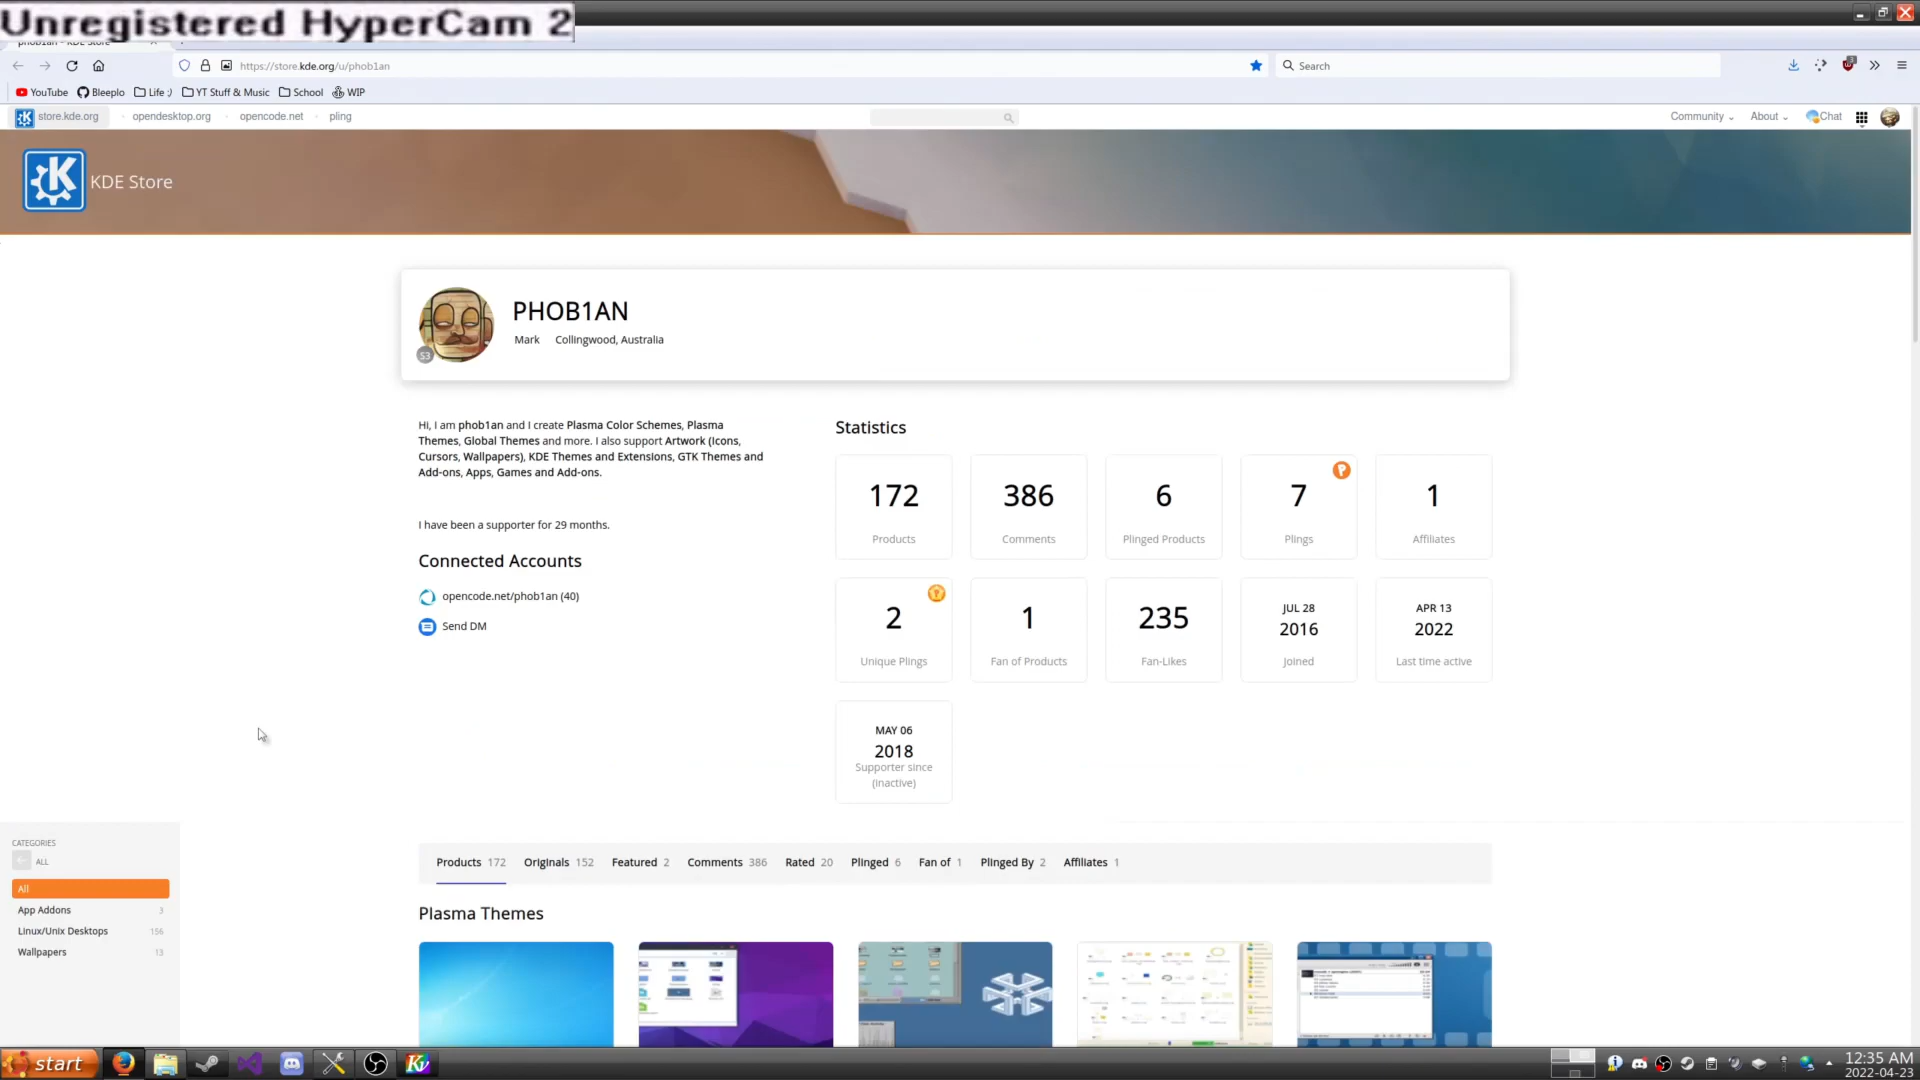 Unregistered HyperCam 2
phob1an - KDE Store
https://store.kde.org/u/phob1an
Search
YouTube Bleeplo Life ;) YT Stuff & Music School WIP
store.kde.org opendesktop.org opencode.net pling
Community About Chat
KDE Store
PHOB1AN
Mark Collingwood, Australia
S3
Hi, I am phob1an and I create Plasma Color Schemes, Plasma
Themes, Global Themes and more. I also support Artwork (Icons,
Cursors, Wallpapers), KDE Themes and Extensions, GTK Themes and
Add-ons, Apps, Games and Add-ons.
I have been a supporter for 29 months.
Connected Accounts
opencode.net/phob1an (40)
Send DM
Statistics
172 386 6 7 1
Products Comments Plinged Products Plings Affiliates
2 1 235 JUL 28 2016 APR 13 2022
Unique Plings Fan of Products Fan-Likes Joined Last time active
MAY 06
2018
Supporter since
(inactive)
CATEGORIES
ALL
All
App Addons 3
Linux/Unix Desktops 156
Wallpapers 13
Products 172 Originals 152 Featured 2 Comments 386 Rated 20 Plinged 6 Fan of 1 Plinged By 2 Affiliates 1
Plasma Themes
start
12:35 AM
2022-04-23